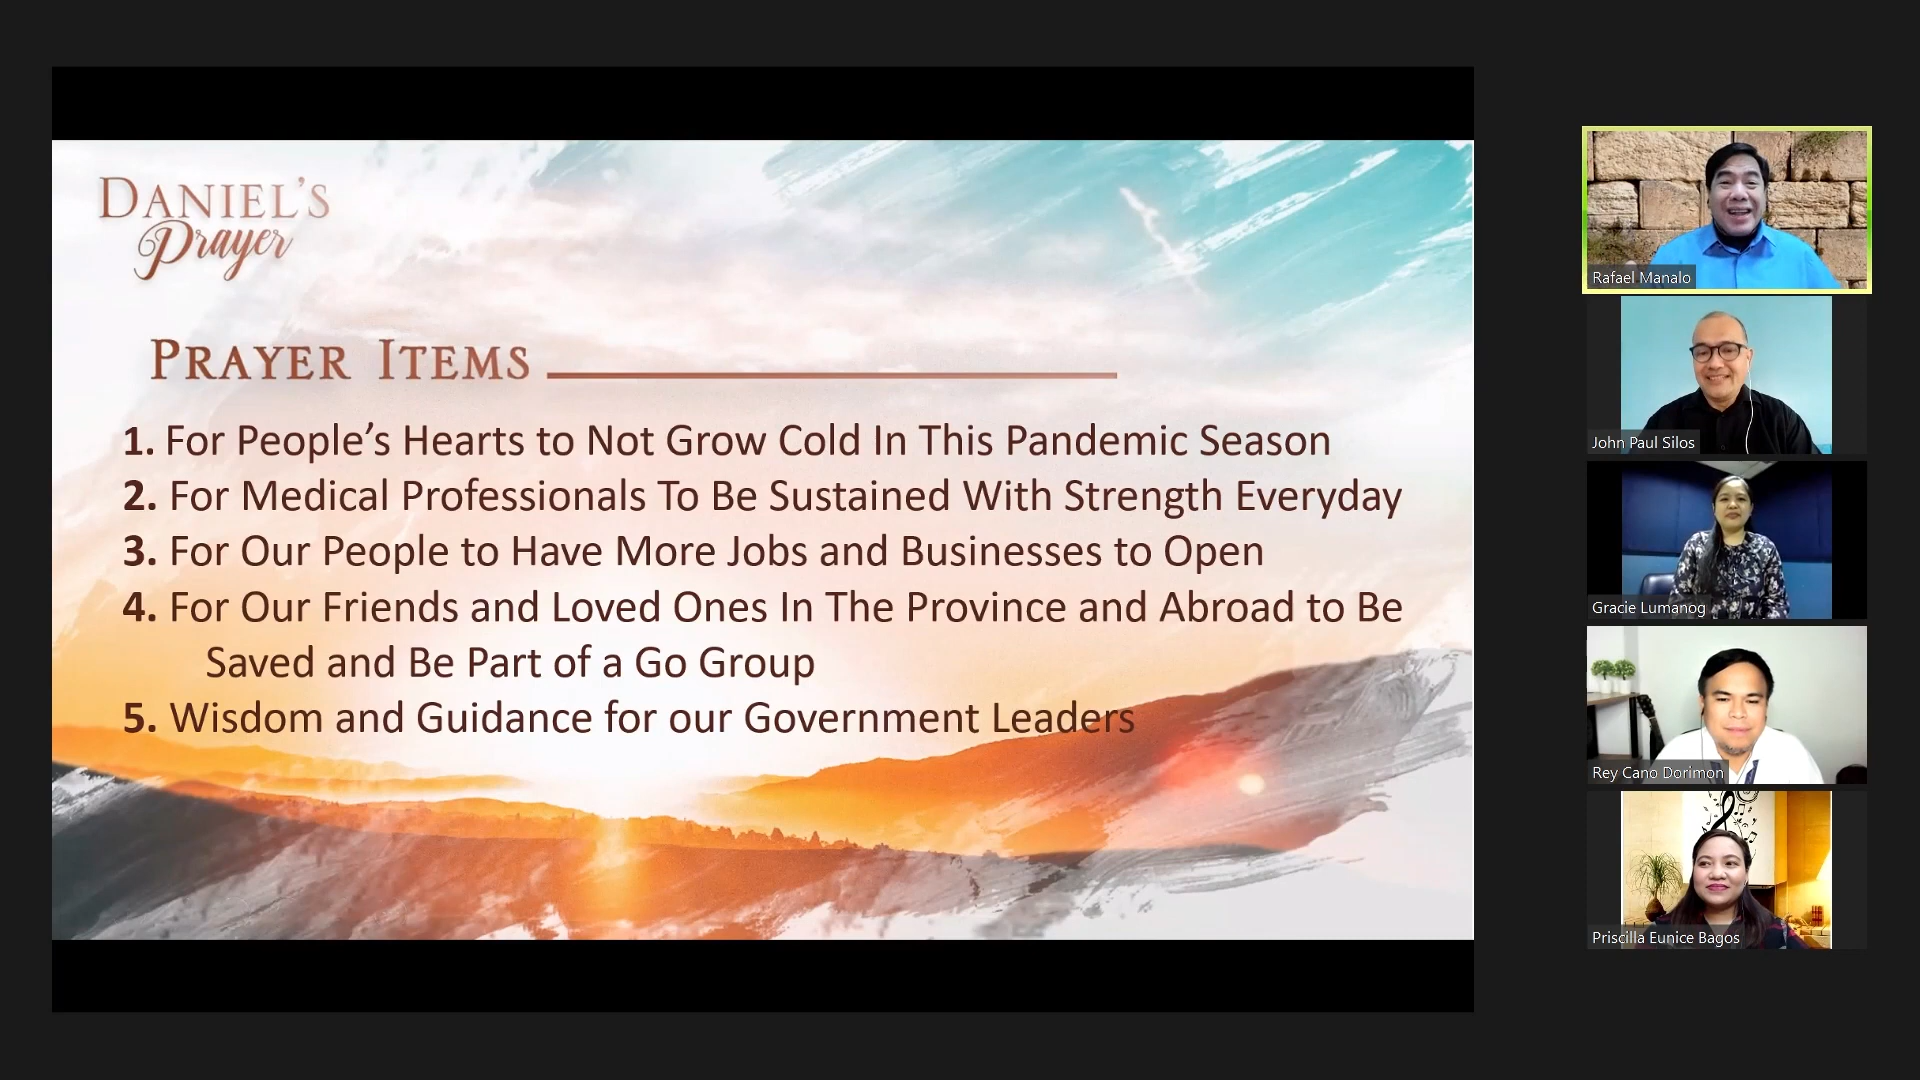 DANIEL'S
Prayer
PRAYER ITEMS
1. For People's Hearts to Not Grow Cold In This Pandemic Season
2. For Medical Professionals To Be Sustained With Strength Everyday
3. For Our People to Have More Jobs and Businesses to Open
4. For Our Friends and Loved Ones In The Province and Abroad to Be
Saved and Be Part of a Go Group
5. Wisdom and Guidance for our Government Leaders
Rafael Manalo
John Paul Silos
Gracie Lumanog
Rey Cano Dorimon
Priscilla Eunice Bagos